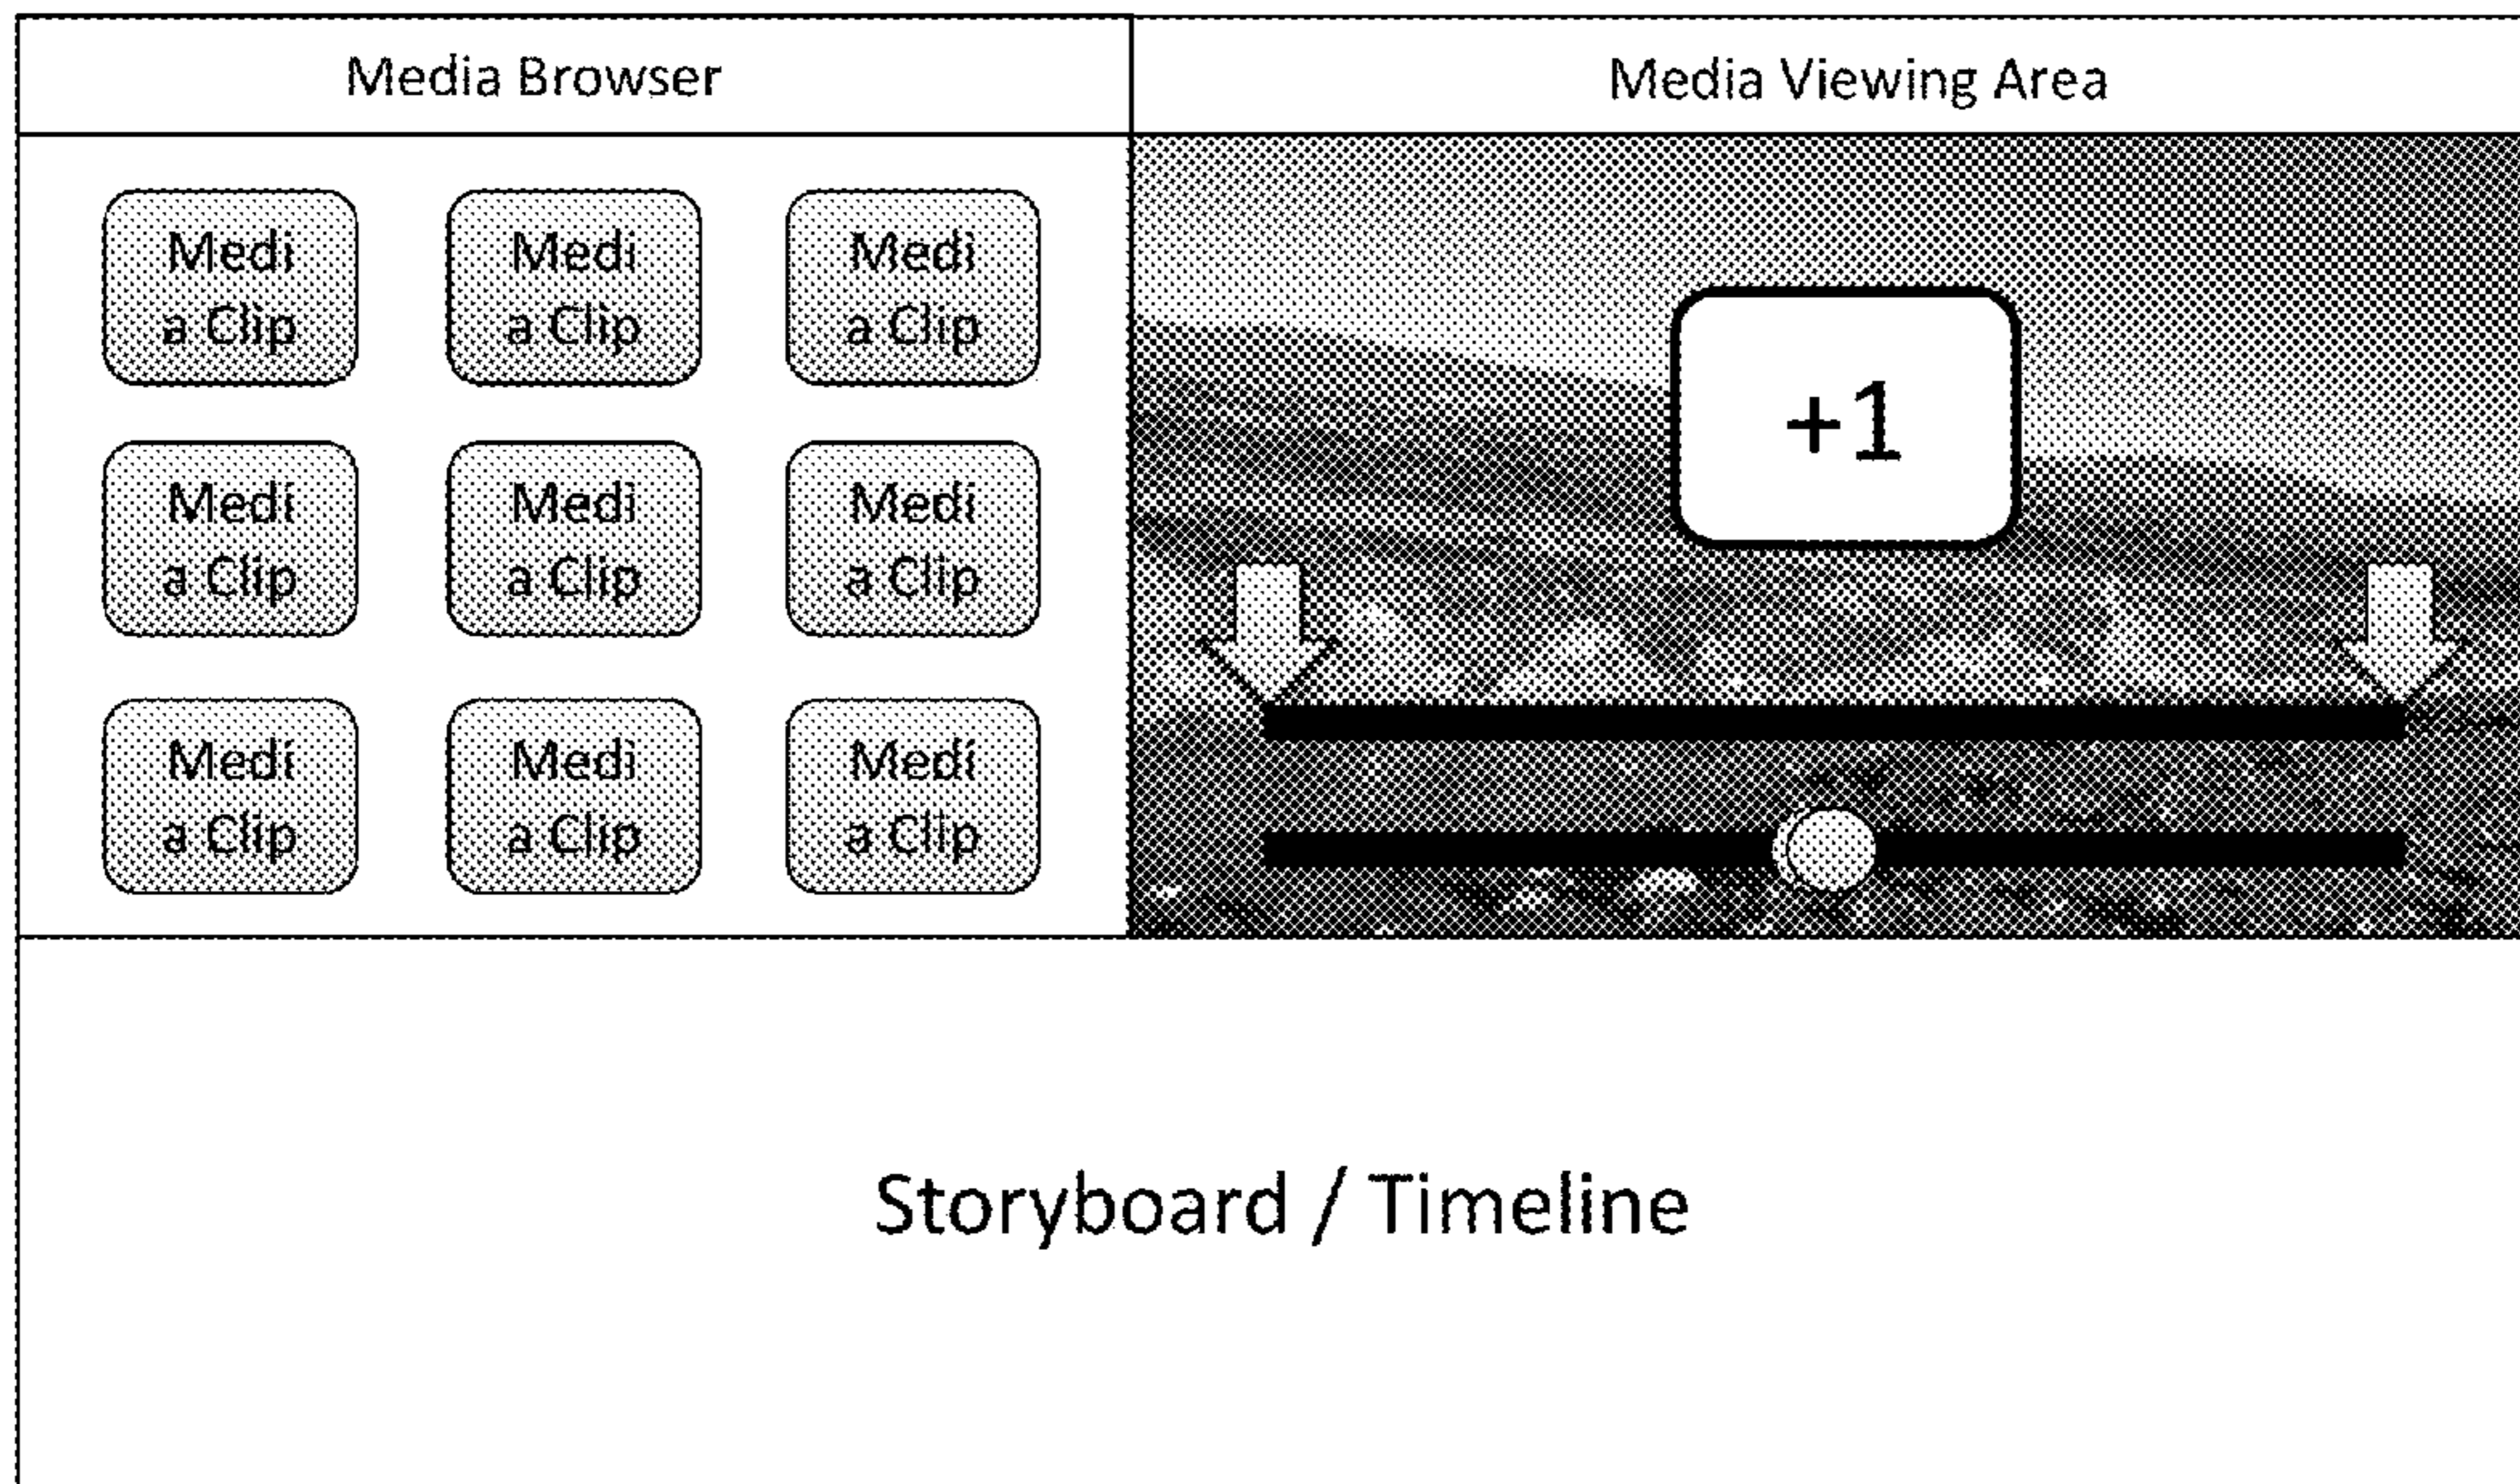 Media Browser
Media Viewing Area
Medi
a Clip
Medi
a Clip
Medi
a Clip
+1
Medi
a Clip
Medi
a Clip
Medi
a Clip
Medi
a Clip
Medi
a Clip
Medi
a Clip
Storyboard / Timeline